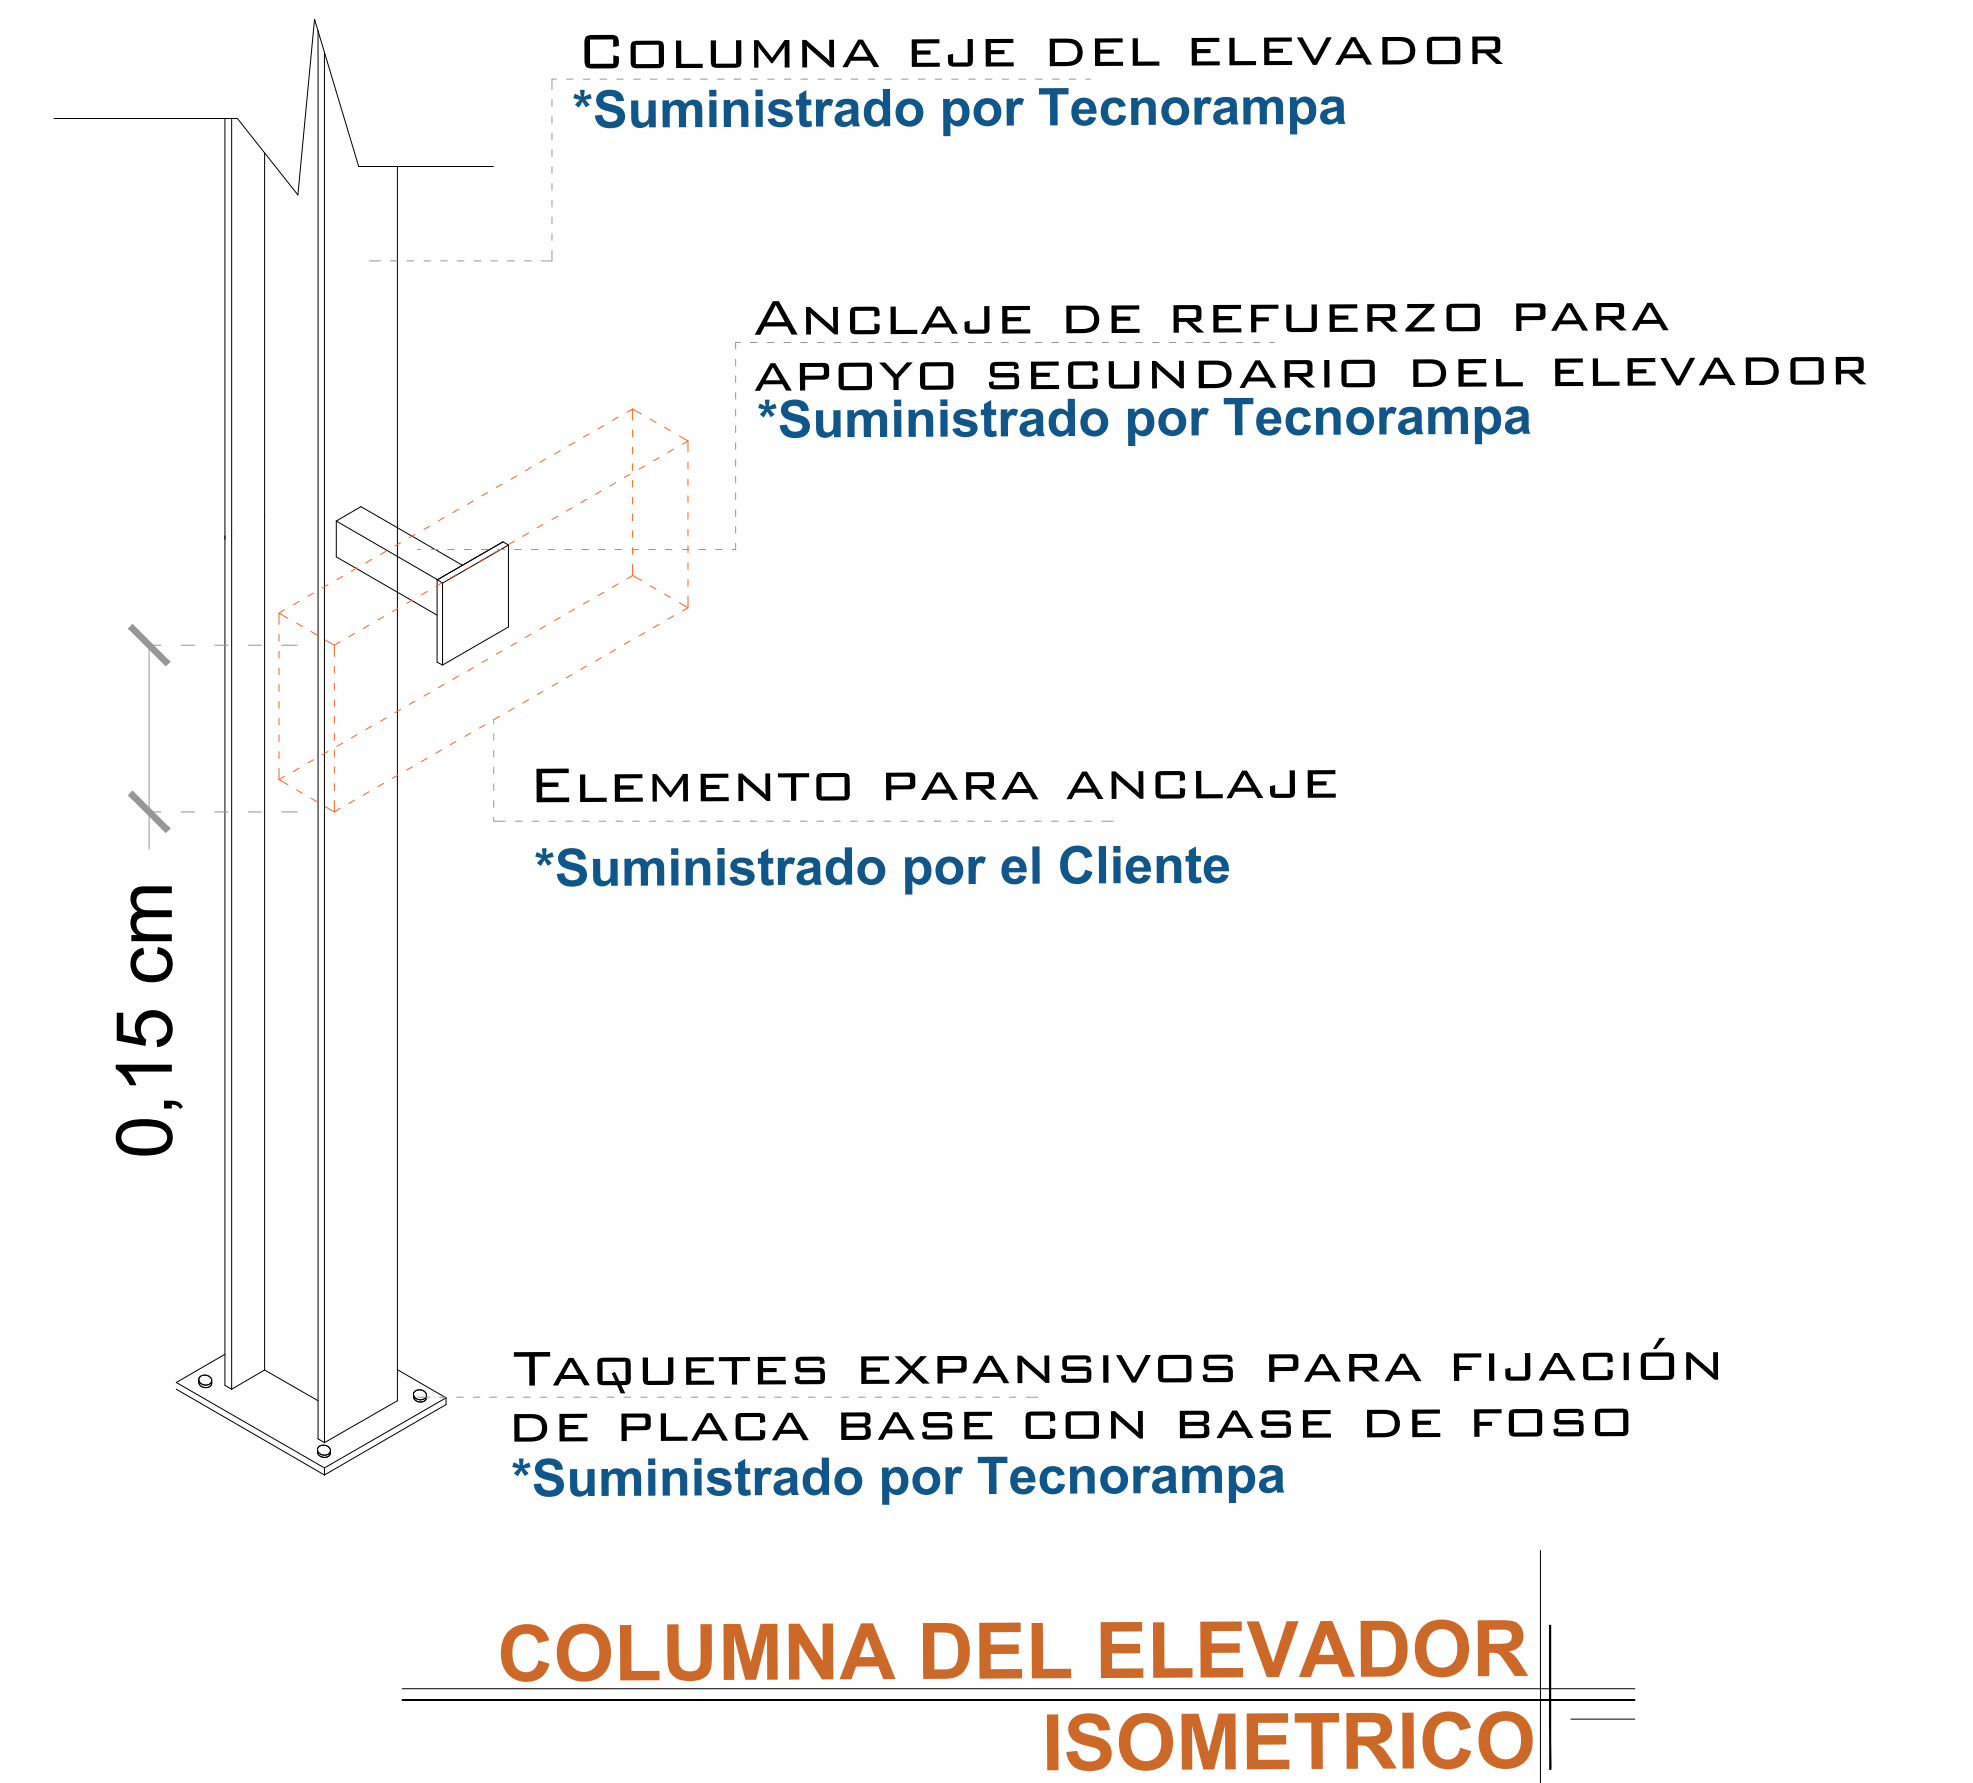 COLUMNA EJE DEL ELEVADOR
*Suministrado por Tecnorampa
ANCLAJE DE REFUERZO PARA
APOYO SECUNDARIO DEL ELEVADOR
*Suministrado por Tecnorampa
ELEMENTO PARA ANCLAJE
*Suministrado por el Cliente
0,15 cm
TAQUETES EXPANSIVOS PARA FIJACIÓN
DE PLACA BASE CON BASE DE FOSO
*Suministrado por Tecnorampa
COLUMNA DEL ELEVADOR
ISOMETRICO